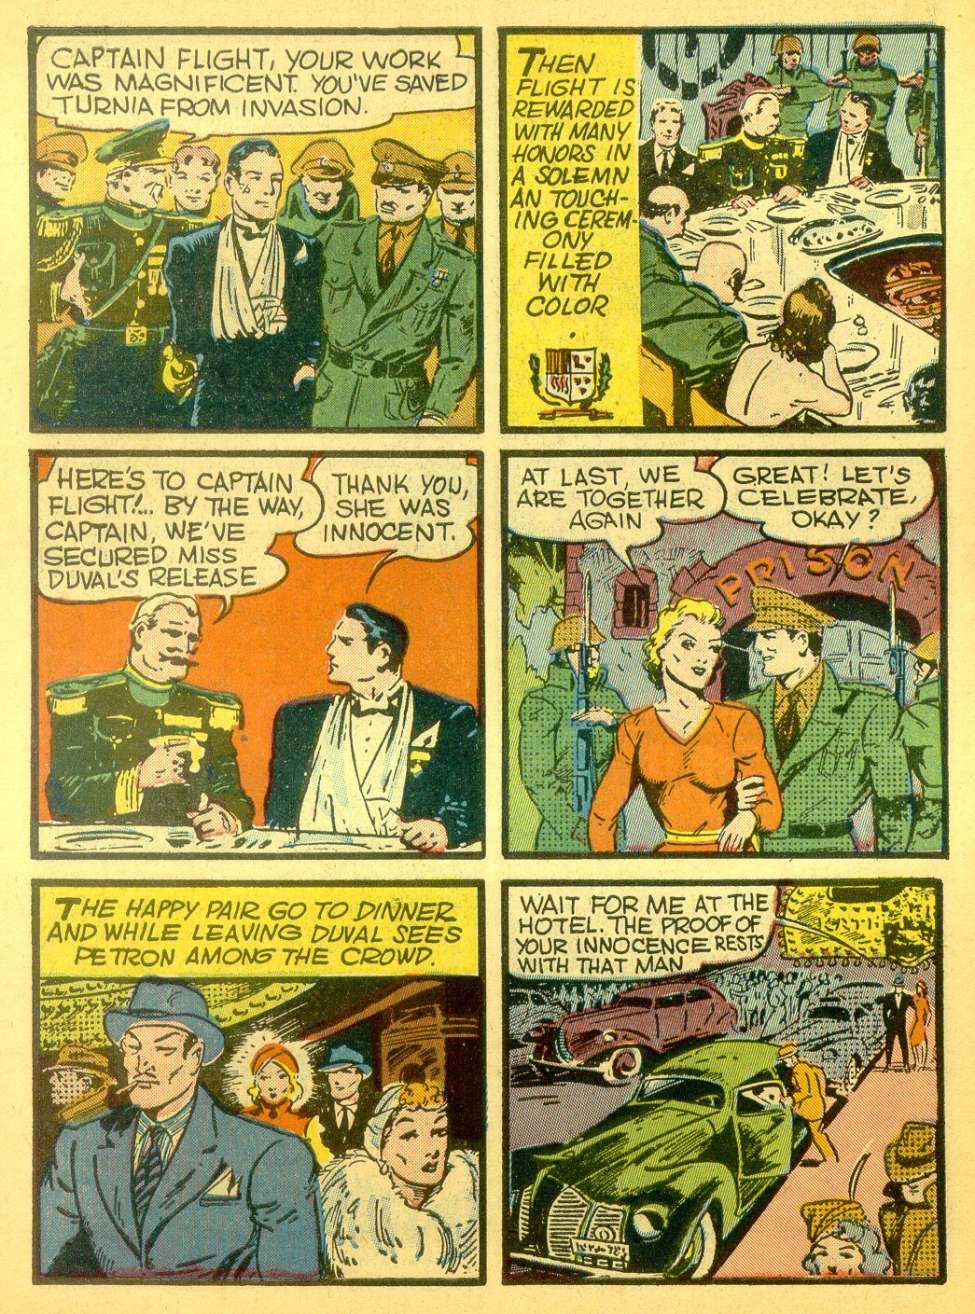 CAPTAIN FLIGHT, YOUR WORK
WAS MAGNIFICENT. YOU'VE SAVED
TURNIA FROM INVASION.
THEN
FLIGHT IS
REWARDED
WITH MANY
HONORS IN
A SOLEMN
AN TOUCH-
ING CEREM-
ONY
FILLED
WITH
COLOR
HERE'S TO CAPTAIN
FLIGHT!... BY THE WAY,
CAPTAIN, WE'VE
SECURED MISS
DUVAL'S RELEASE
THANK YOU,
SHE WAS
INNOCENT.
AT LAST, WE
ARE TOGETHER
AGAIN
GREAT! LET'S
CELEBRATE,
OKAY?
PRISON
THE HAPPY PAIR GO TO DINNER
AND WHILE LEAVING DUVAL SEES
PETRON AMONG THE CROWD.
WAIT FOR ME AT THE
HOTEL. THE PROOF OF
YOUR INNOCENCE RESTS
WITH THAT MAN